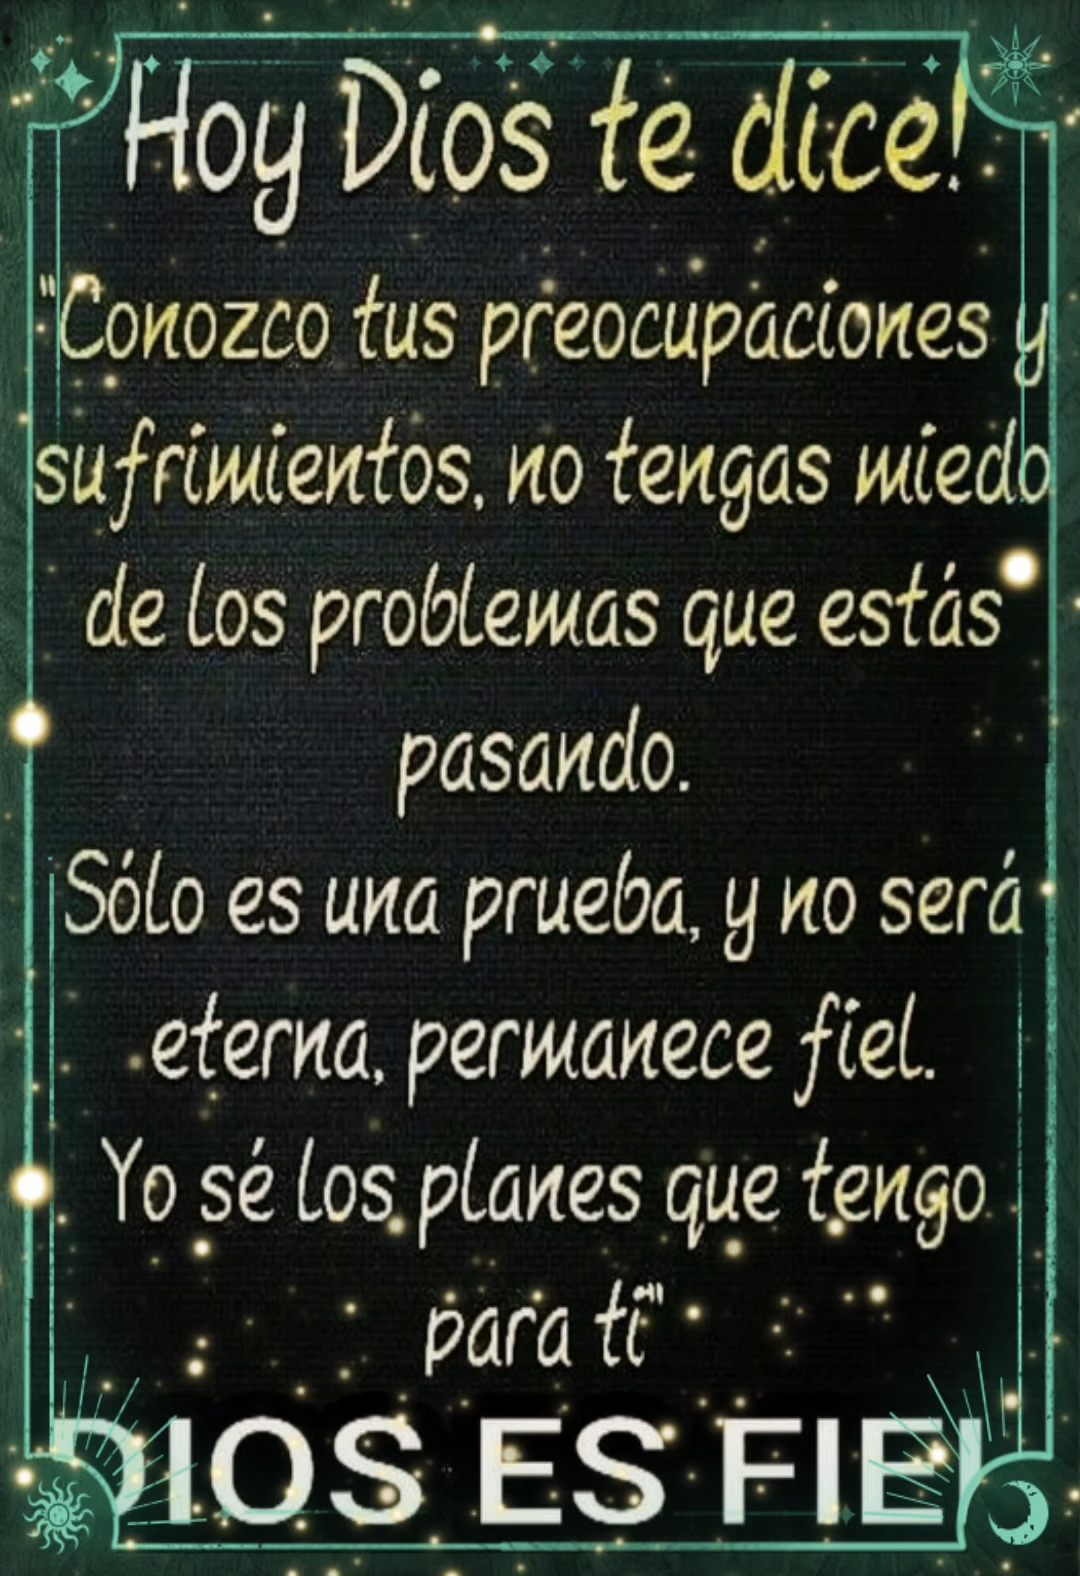 Hoy Dios te dice!
"Conozco tus preocupaciones y
sufrimientos, no tengas miedo
de los problemas que estás
pasando.
Sólo es una prueba, y no será
eterna, permanece fiel.
Yo sé los planes que tengo
para ti"
DIOS ES FIEL